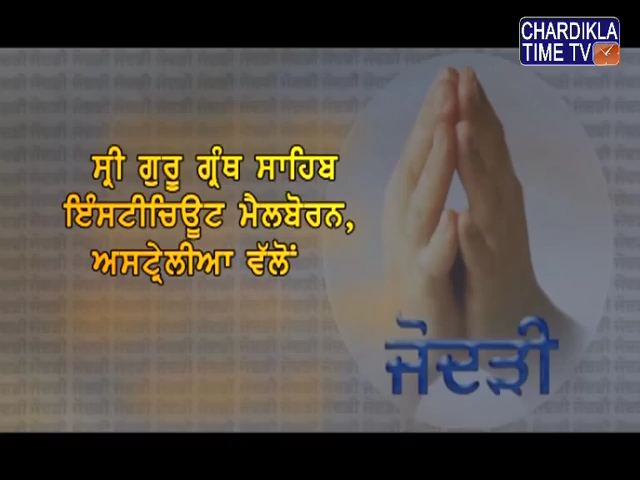 CHARDIKLA
TIME TV
ਸ੍ਰੀ ਗੁਰੂ ਗ੍ਰੰਥ ਸਾਹਿਬ
ਇੰਸਟੀਚਿਊਟ ਮੈਲਬੋਰਨ,
ਅਸਟ੍ਰੇਲੀਆ ਵੱਲੋਂ
ਜੋਦੜੀ